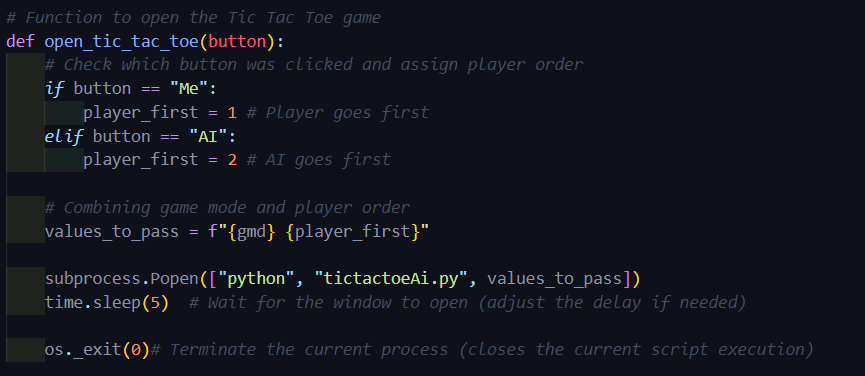 # Function to open the Tic Tac Toe game
def open_tic_tac_toe(button):
    # Check which button was clicked and assign player order
    if button == "Me":
        player_first = 1 # Player goes first
    elif button == "AI":
        player_first = 2 # AI goes first

    # Combining game mode and player order
    values_to_pass = f"{gmd} {player_first}"

    subprocess.Popen(["python", "tictactoeAi.py", values_to_pass])
    time.sleep(5)  # Wait for the window to open (adjust the delay if needed)

    os._exit(0)# Terminate the current process (closes the current script execution)